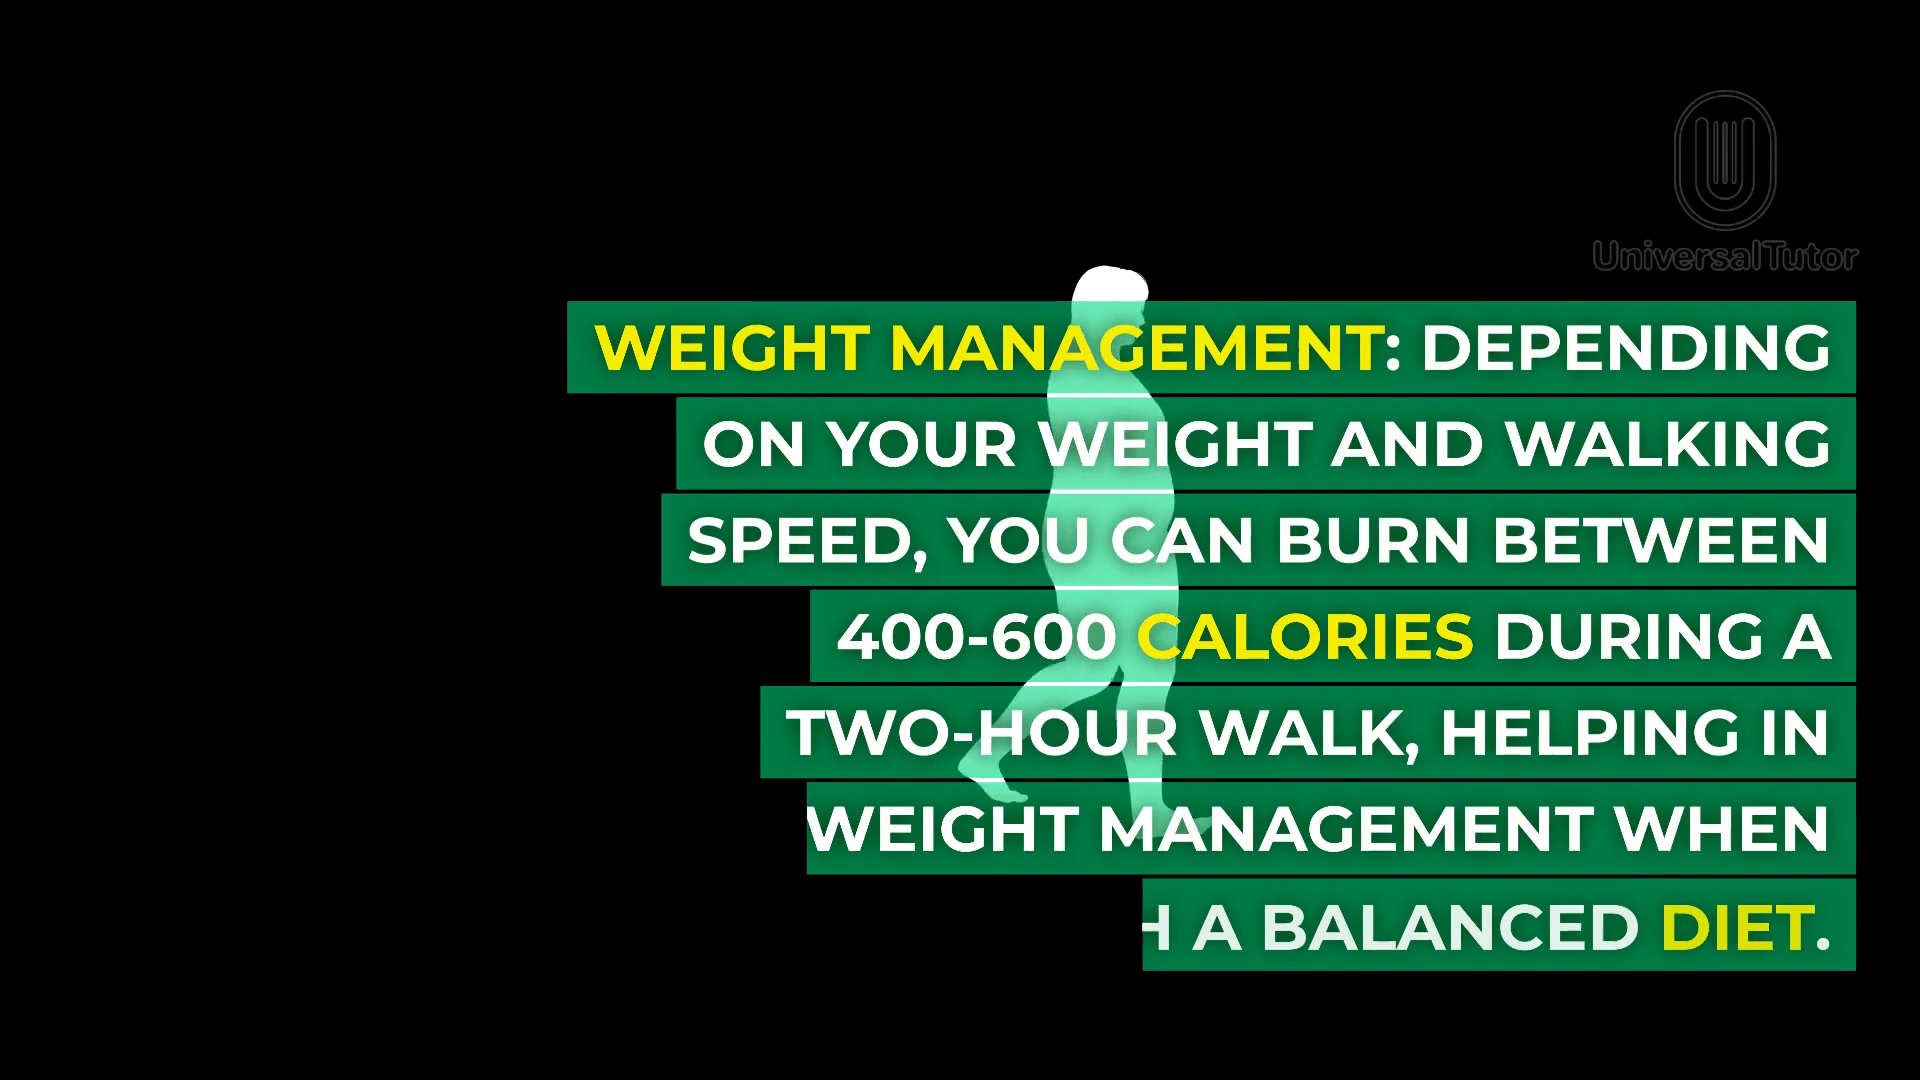 UniversalTutor
WEIGHT MANAGEMENT: DEPENDING
ON YOUR WEIGHT AND WALKING
SPEED, YOU CAN BURN BETWEEN
400-600 CALORIES DURING A
TWO-HOUR WALK, HELPING IN
WEIGHT MANAGEMENT WHEN
A BALANCED DIET.